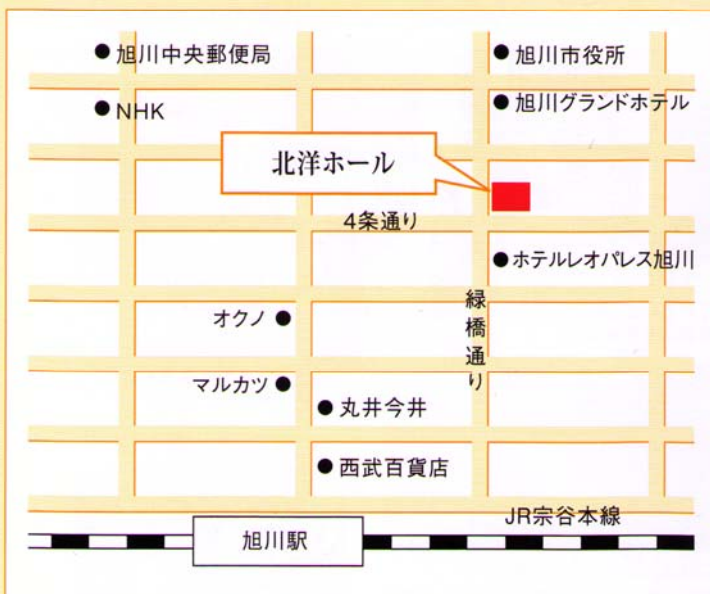 旭川中央郵便局
旭川市役所
NHK
旭川グランドホテル
北洋ホール
4条通り
ホテルレオパレス旭川
緑橋通り
オクノ
マルカツ
丸井今井
西武百貨店
JR宗谷本線
旭川駅